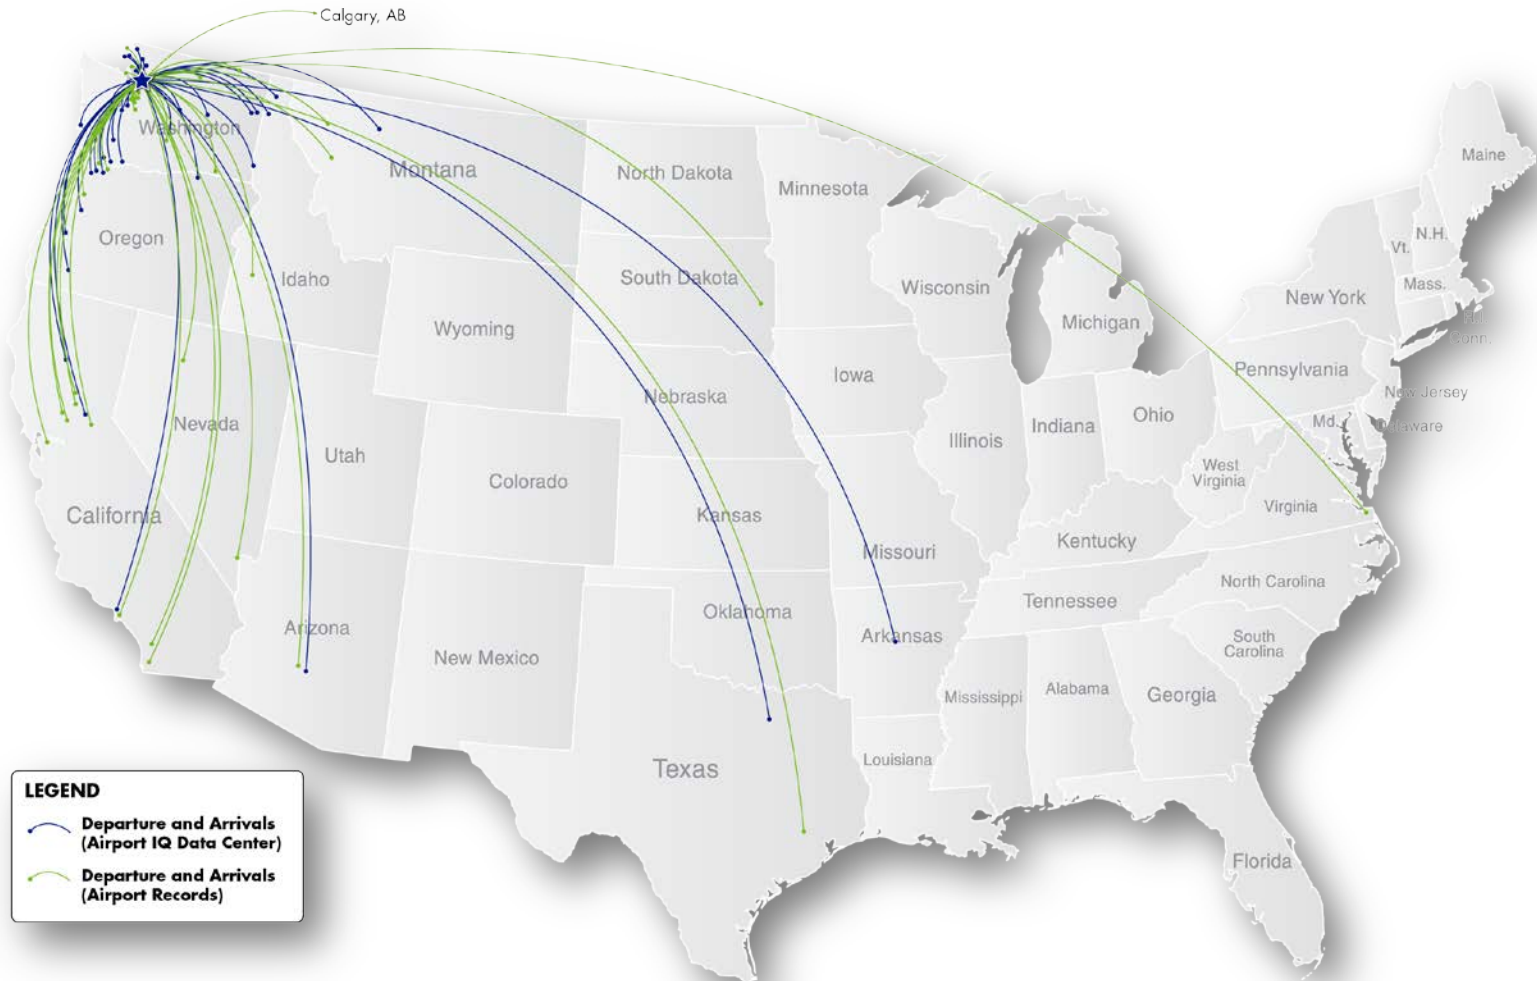 Calgary, AB
Washington
Montana
North Dakota
Minnesota
Maine
Oregon
Idaho
South Dakota
Wisconsin
Michigan
Vt.
N.H.
New York
Mass.
R.I.
Conn.
Wyoming
Nebraska
Iowa
Pennsylvania
New Jersey
Nevada
Utah
Colorado
Illinois
Indiana
Ohio
Md.
Delaware
West
Virginia
Virginia
California
Kansas
Missouri
Kentucky
Arizona
New Mexico
Oklahoma
Arkansas
Tennessee
North Carolina
South
Carolina
Mississippi
Alabama
Georgia
Texas
Louisiana
Florida
LEGEND
Departure and Arrivals
(Airport IQ Data Center)
Departure and Arrivals
(Airport Records)